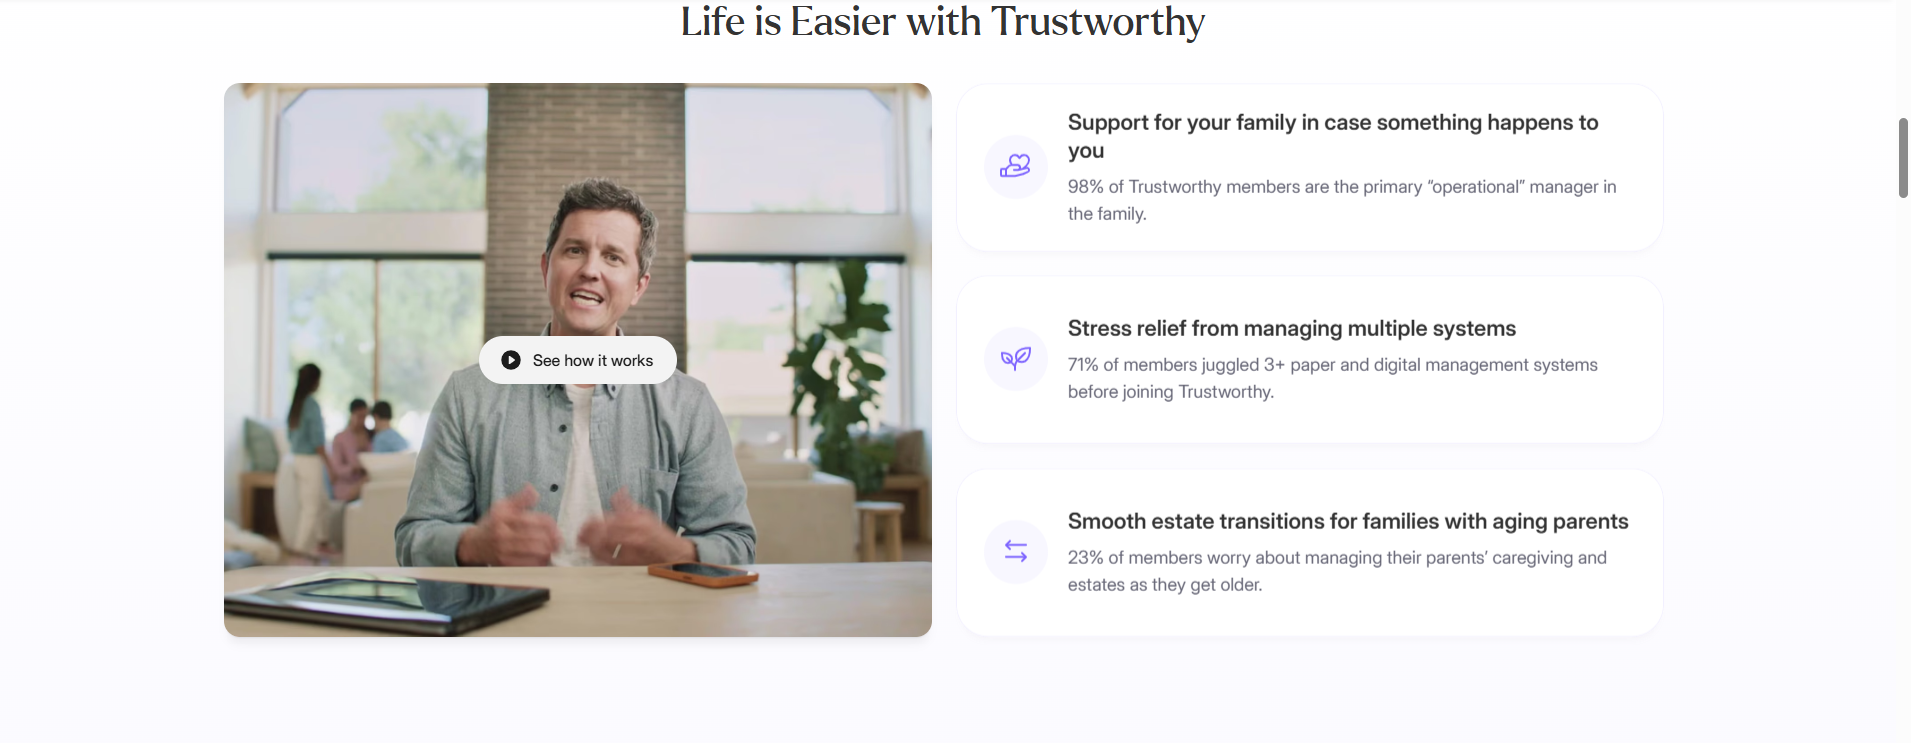 Life is Easier with Trustworthy
See how it works
Support for your family in case something happens to
you
98% of Trustworthy members are the primary “operational” manager in
the family.
Stress relief from managing multiple systems
71% of members juggled 3+ paper and digital management systems
before joining Trustworthy.
Smooth estate transitions for families with aging parents
23% of members worry about managing their parents’ caregiving and
estates as they get older.